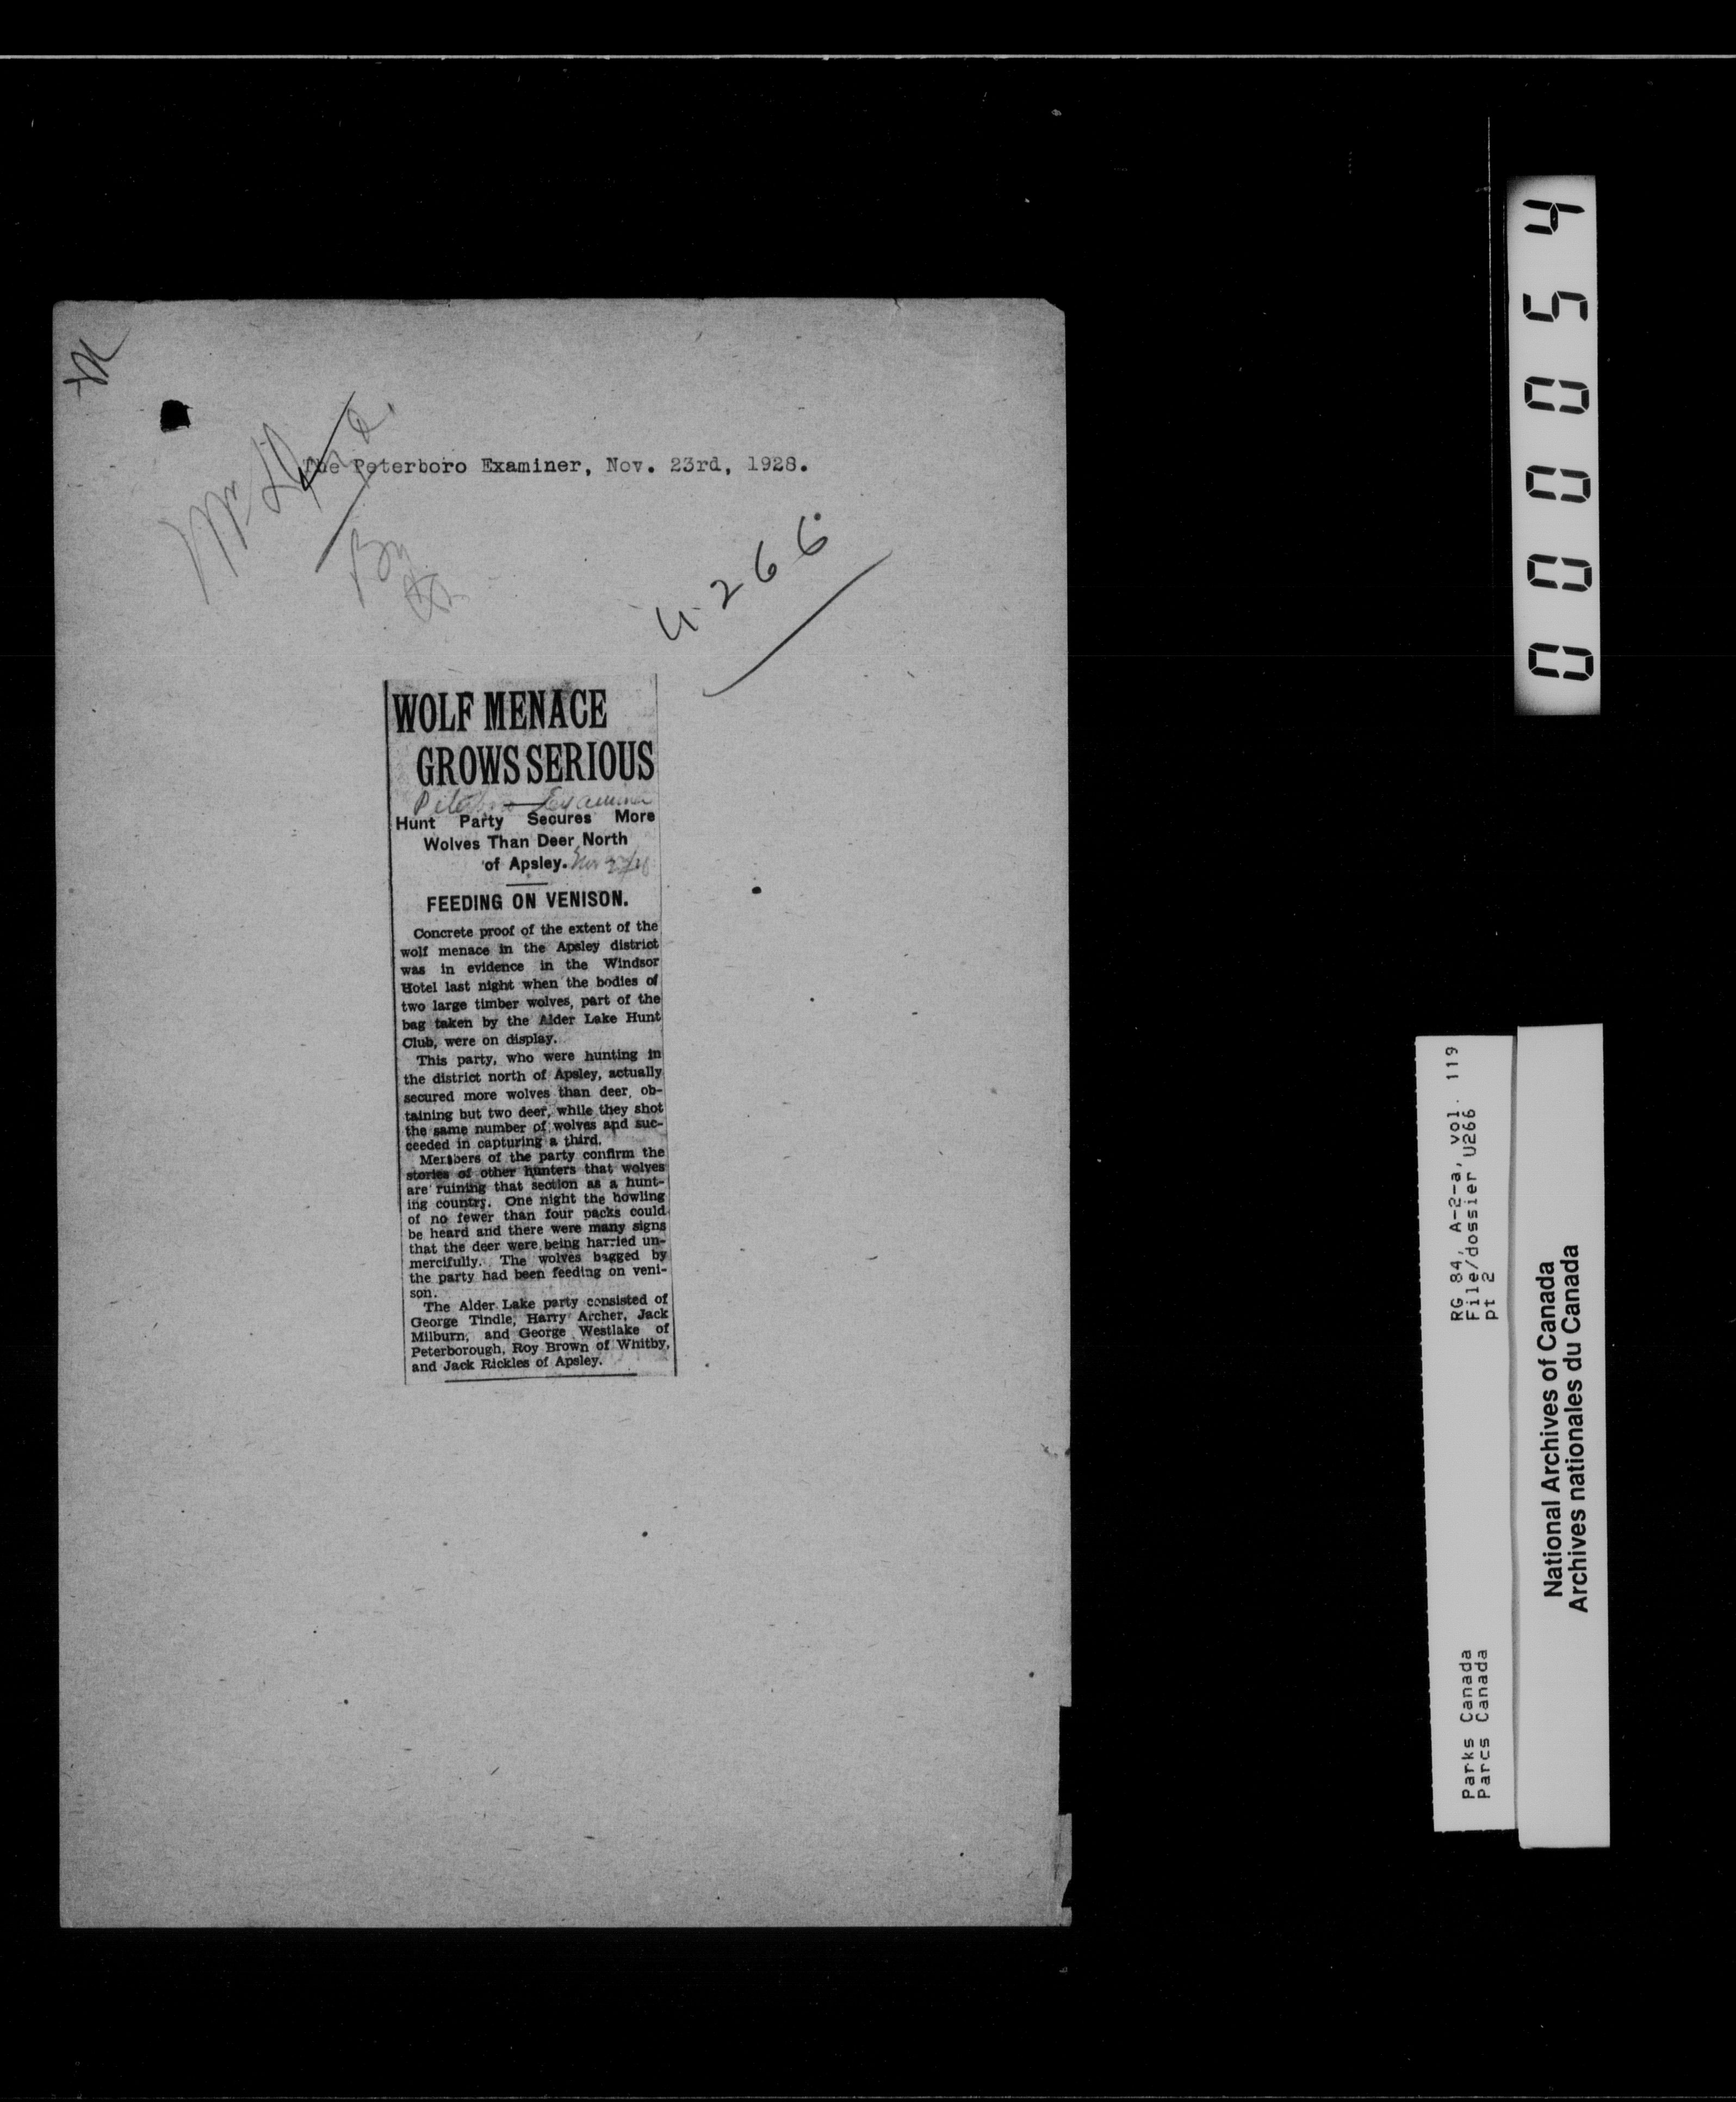 The Peterboro Examiner, Nov. 23rd, 1928.
Mr
U.266
WOLF MENACE
GROWS SERIOUS
Peterboro Examiner
Hunt Party Secures More
Wolves Than Deer North
of Apsley.
FEEDING ON VENISON.
Concrete proof of the extent of the
wolf menace in the Apsley district
was in evidence in the Windsor
Hotel last night when the bodies of
two large timber wolves, part of the
bag taken by the Alder Lake Hunt
Club, were on display.
This party, who were hunting in
the district north of Apsley, actually
secured more wolves than deer, ob-
taining but two deer, while they shot
the same number of wolves and suc-
ceeded in capturing a third.
Members of the party confirm the
stories of other hunters that wolves
are ruining that section as a hunt-
ing country. One night the howling
of no fewer than four packs could
be heard and there were many signs
that the deer were being harried un-
mercifully. The wolves bagged by
the party had been feeding on veni-
son.
The Alder Lake party consisted of
George Tindle, Harry Archer, Jack
Milburn, and George Westlake of
Peterborough, Roy Brown of Whitby,
and Jack Rickles of Apsley.
000054
RG 84, A-2-a, vol. 119
File/dossier U266
pt 2
Parks Canada
Parcs Canada
National Archives of Canada
Archives nationales du Canada